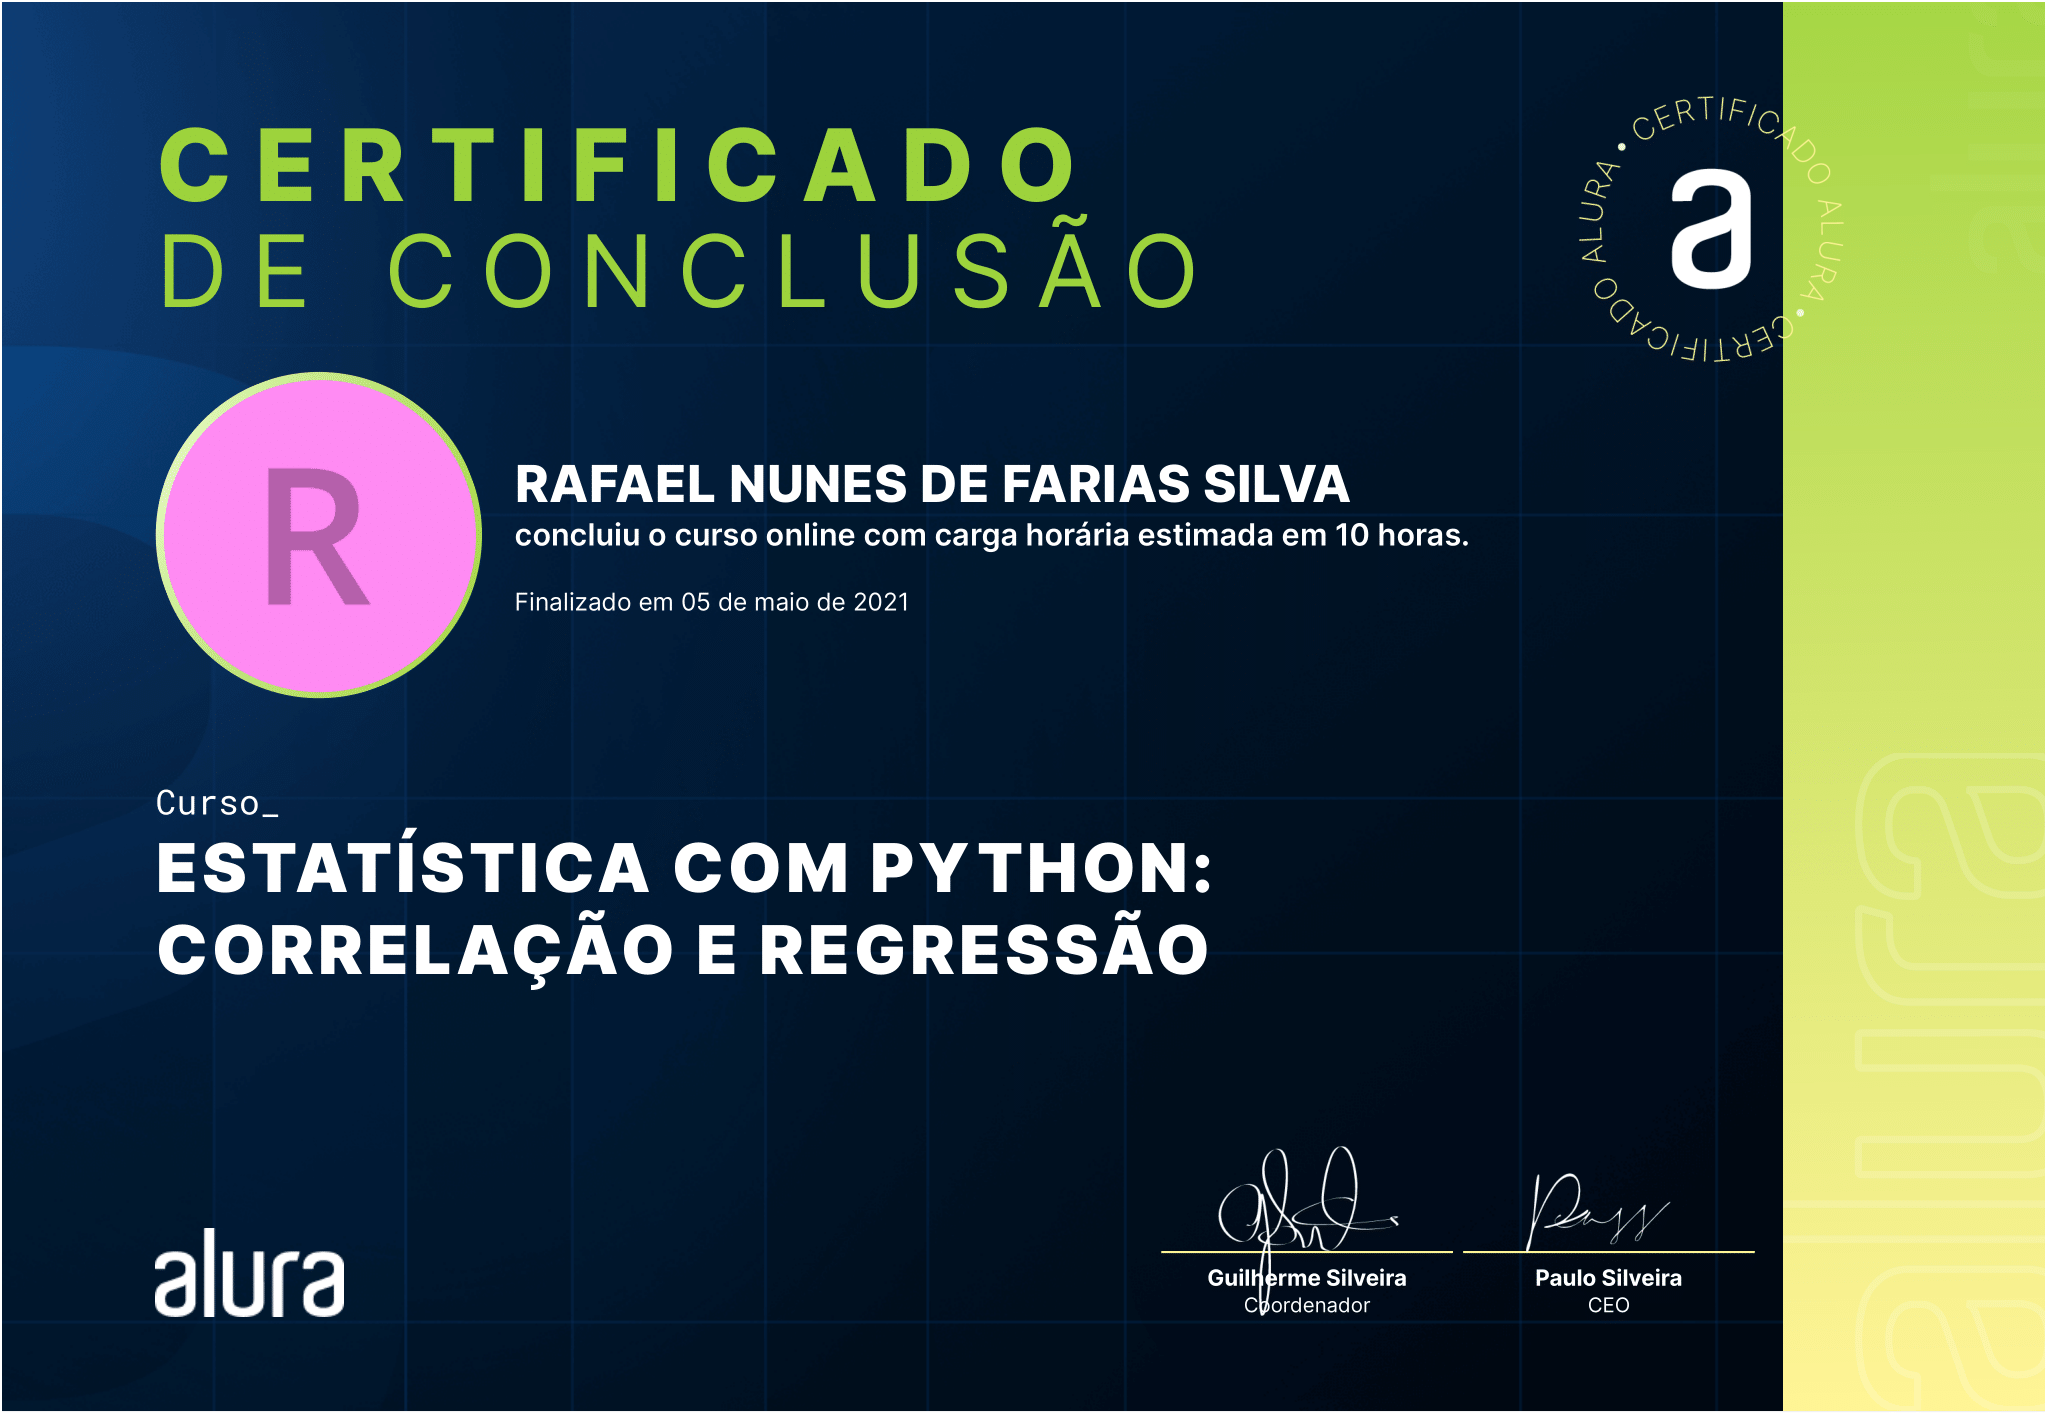 CERTIFICADO
DE CONCLUSÃO
CERTIFICADO ALURA • CERTIFICADO ALURA •
a
R
RAFAEL NUNES DE FARIAS SILVA
concluiu o curso online com carga horária estimada em 10 horas.
Finalizado em 05 de maio de 2021
Curso_
ESTATÍSTICA COM PYTHON:
CORRELAÇÃO E REGRESSÃO
alura
Guilherme Silveira
Coordenador
Paulo Silveira
CEO
alura
alura